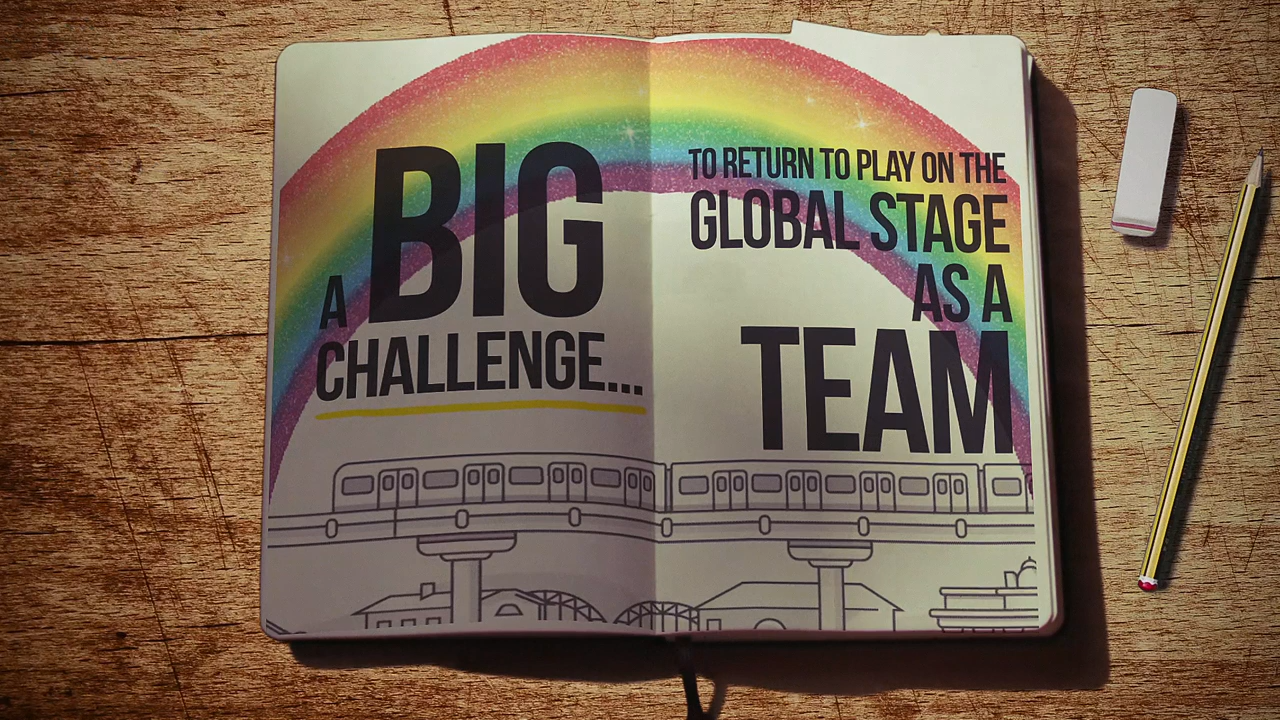 A BIG
CHALLENGE...
TO RETURN TO PLAY ON THE
GLOBAL STAGE
AS A
TEAM